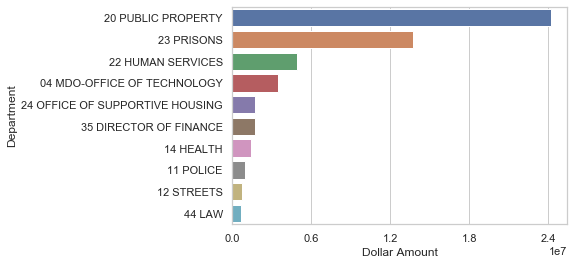 20 PUBLIC PROPERTY
23 PRISONS
22 HUMAN SERVICES
04 MDO-OFFICE OF TECHNOLOGY
24 OFFICE OF SUPPORTIVE HOUSING
35 DIRECTOR OF FINANCE
14 HEALTH
11 POLICE
12 STREETS
44 LAW
Department
0.0 0.6 1.2 1.8 2.4
1e7
Dollar Amount